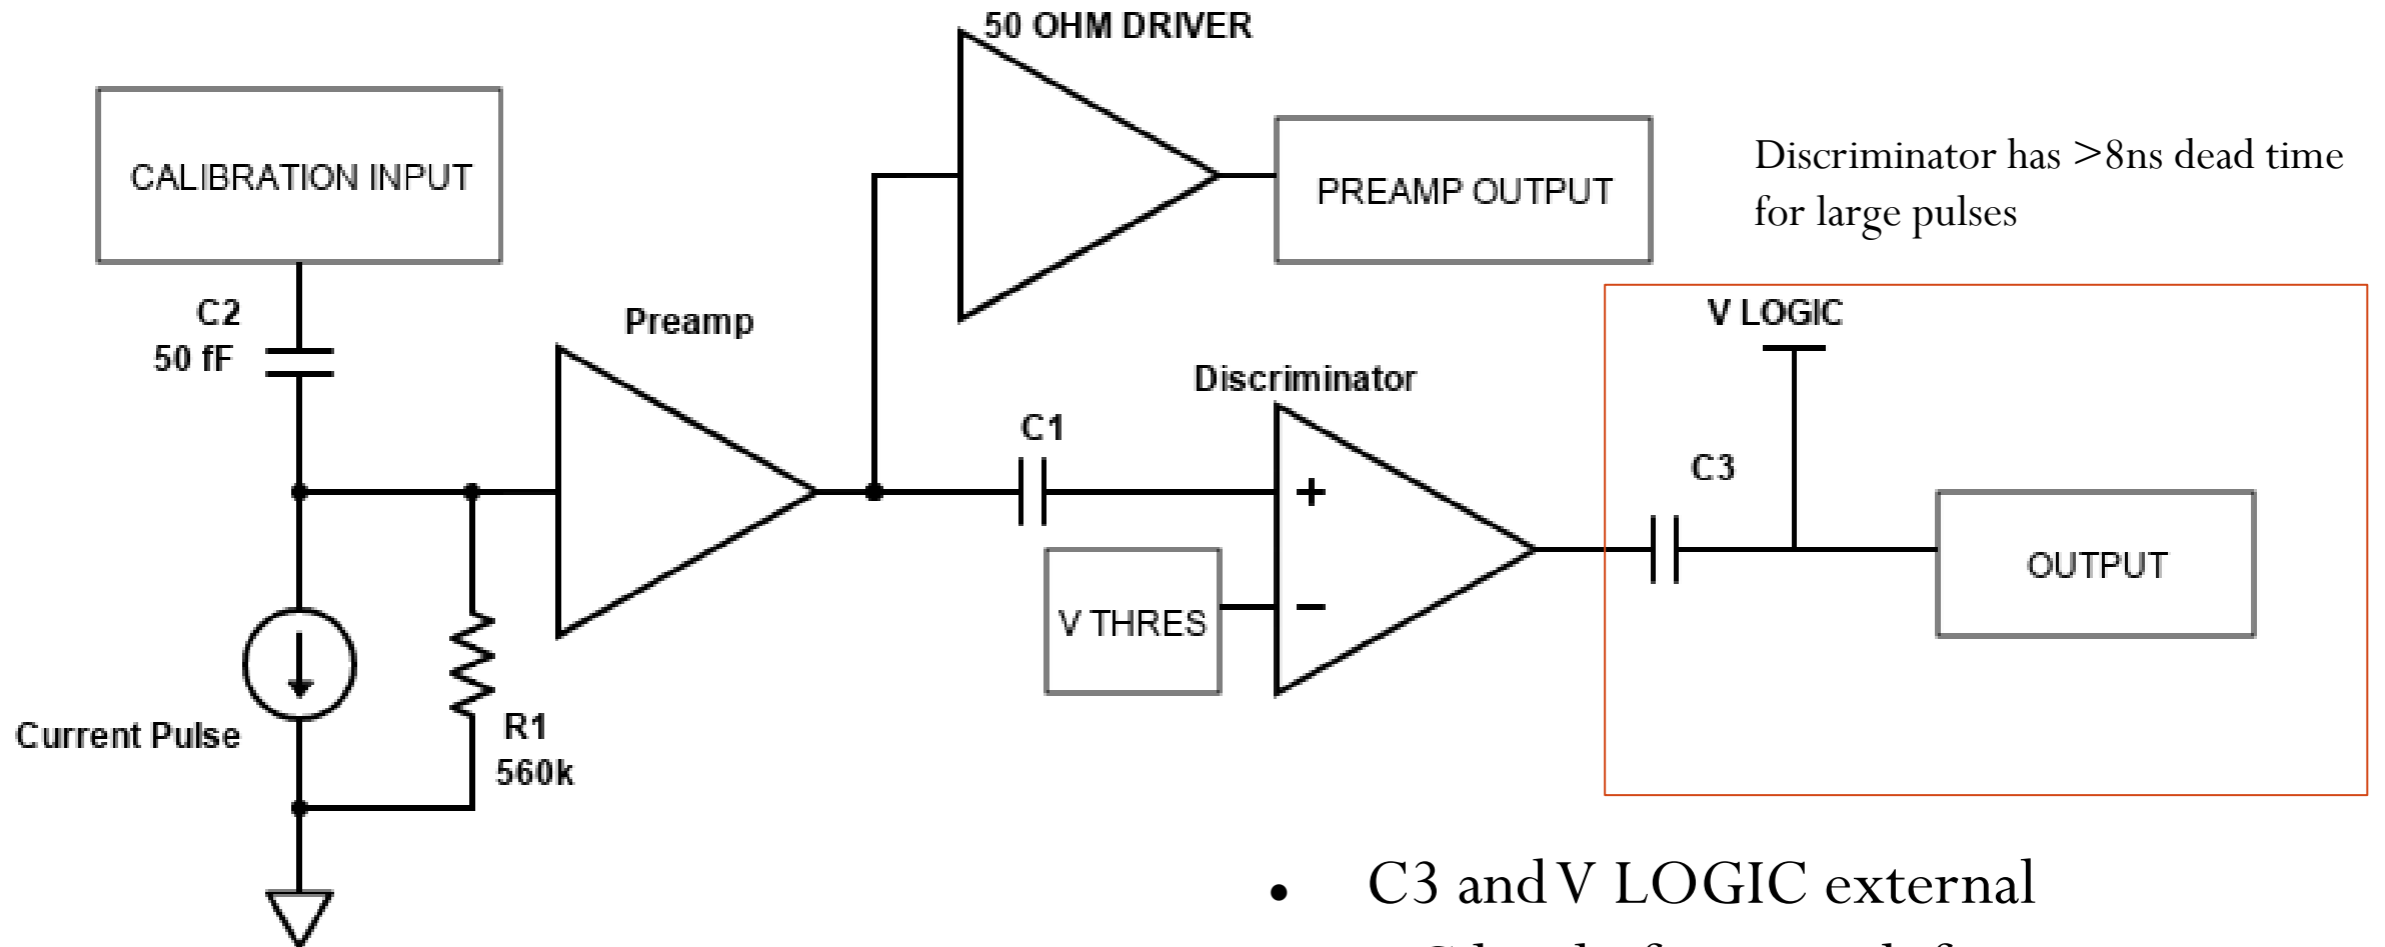 50 OHM DRIVER
CALIBRATION INPUT
PREAMP OUTPUT
Discriminator has >8ns dead time
for large pulses
C2
50 fF
Preamp
V LOGIC
Discriminator
C1
C3
+
OUTPUT
V THRES
−
Current Pulse
R1
560k
• C3 and V LOGIC external